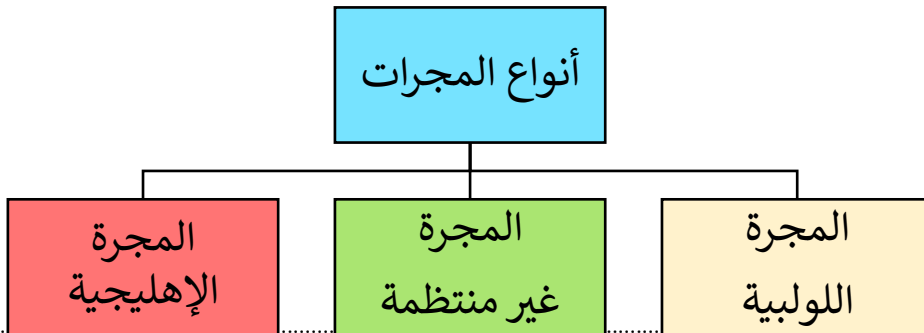 أنواع المجرات
المجرة
اللولبية
المجرة
غير منتظمة
المجرة
الإهليجية